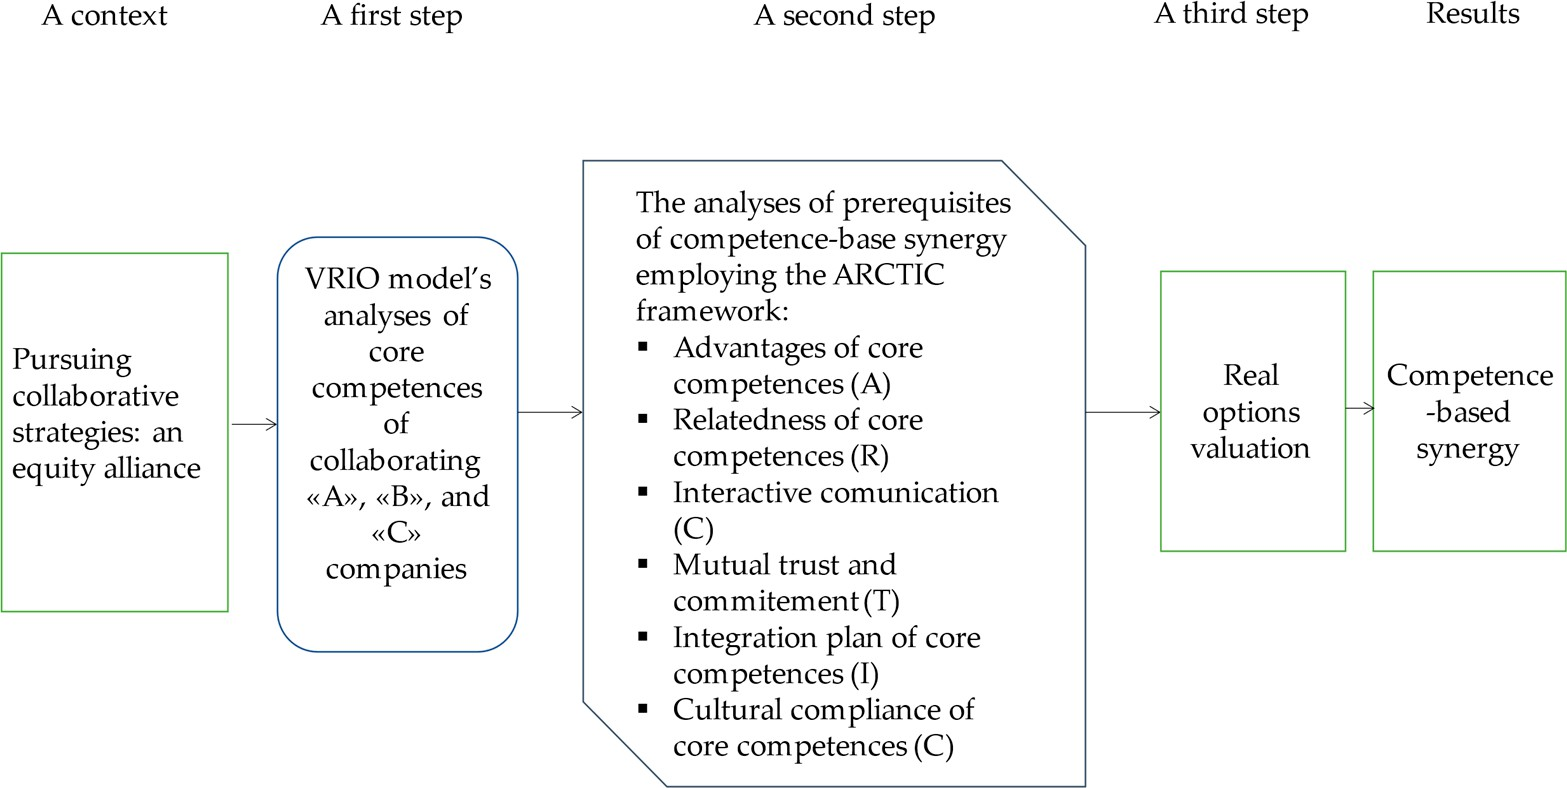 A context
A first step
A second step
A third step
Results
Pursuing
collaborative
strategies: an
equity alliance
VRIO model's
analyses of
core
competences
of
collaborating
«A», «B», and
«C»
companies
The analyses of prerequisites
of competence-base synergy
employing the ARCTIC
framework:
▪ Advantages of core
competences (A)
▪ Relatedness of core
competences (R)
▪ Interactive comunication
(C)
▪ Mutual trust and
commitement (T)
▪ Integration plan of core
competences (I)
▪ Cultural compliance of
core competences (C)
Real
options
valuation
Competence
-based
synergy